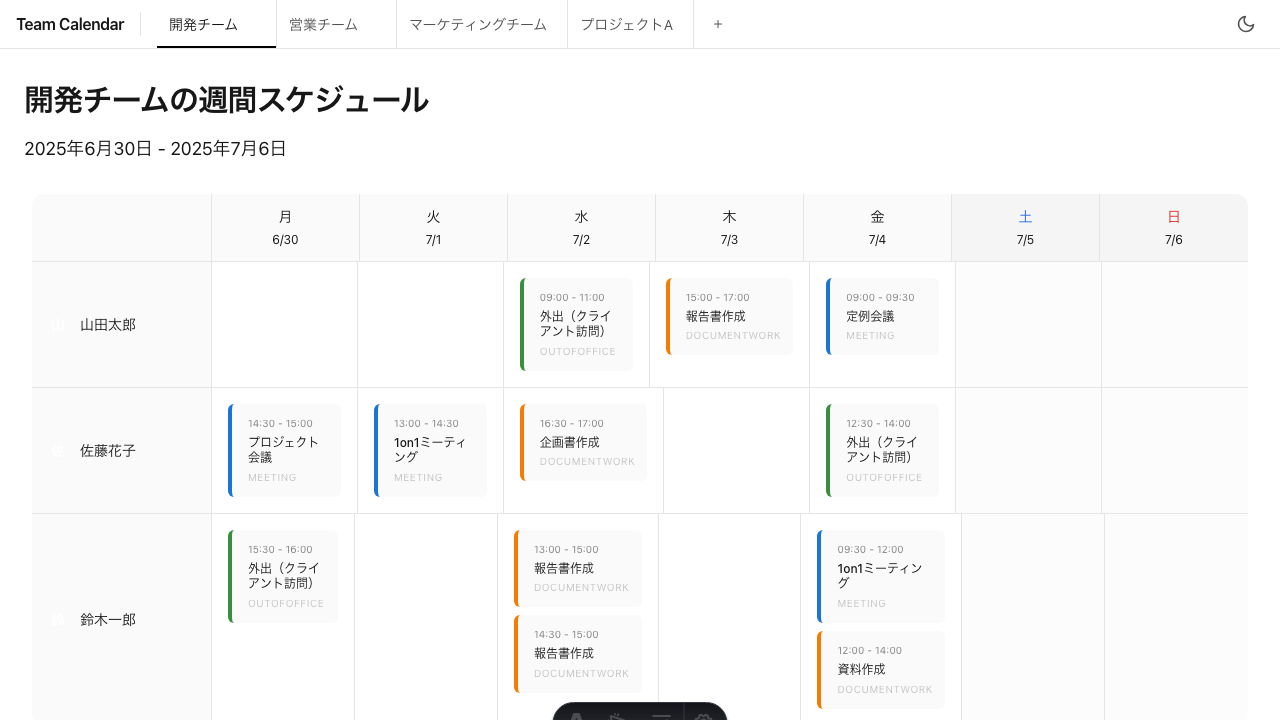 Team Calendar
開発チーム
営業チーム
マーケティングチーム
プロジェクトA
+
開発チームの週間スケジュール
2025年6月30日 - 2025年7月6日
月
火
水
木
金
土
日
6/30
7/1
7/2
7/3
7/4
7/5
7/6
山田太郎
09:00 - 11:00
外出（クライ
アント訪問）
OUTOFOFFICE
15:00 - 17:00
報告書作成
DOCUMENTWORK
09:00 - 09:30
定例会議
MEETING
佐藤花子
14:30 - 15:00
プロジェクト
会議
MEETING
13:00 - 14:30
1on1ミーティ
ング
MEETING
16:30 - 17:00
企画書作成
DOCUMENTWORK
12:30 - 14:00
外出（クライ
アント訪問）
OUTOFOFFICE
鈴木一郎
15:30 - 16:00
外出（クライ
アント訪問）
OUTOFOFFICE
13:00 - 15:00
報告書作成
DOCUMENTWORK
14:30 - 15:00
報告書作成
DOCUMENTWORK
09:30 - 12:00
1on1ミーティン
グ
MEETING
12:00 - 14:00
資料作成
DOCUMENTWORK